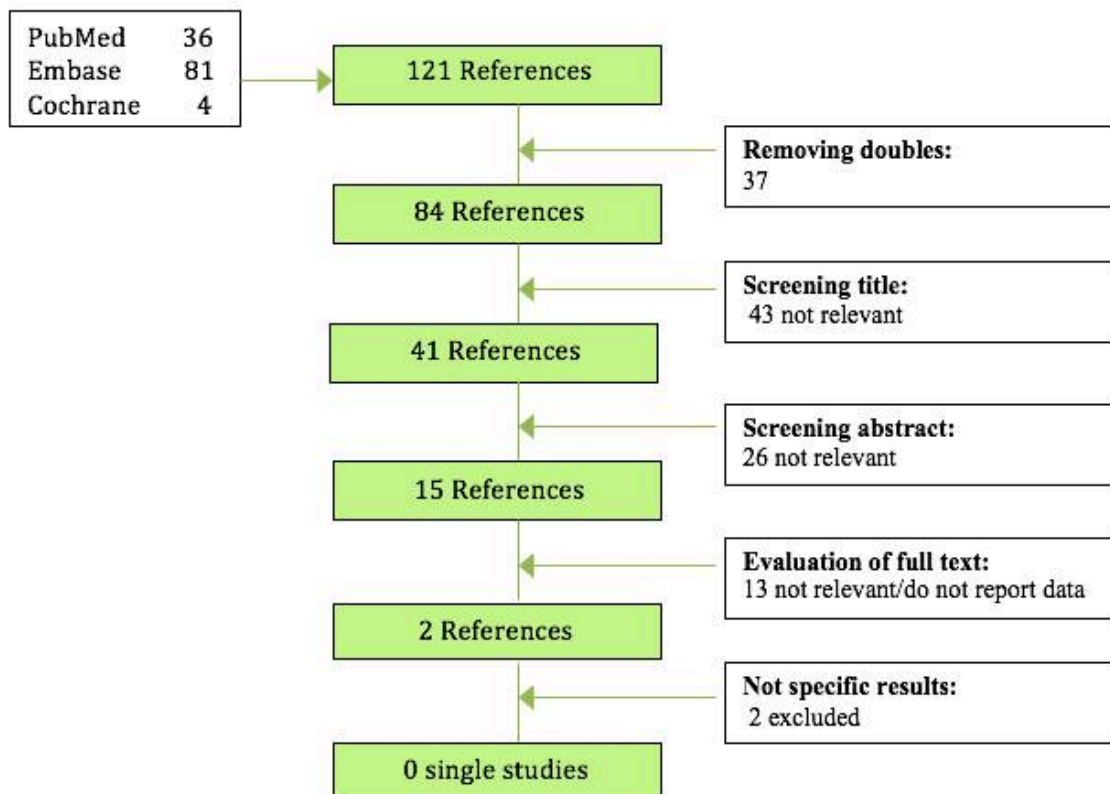 PubMed 36
Embase 81
Cochrane 4
121 References
Removing doubles:
37
84 References
Screening title:
43 not relevant
41 References
Screening abstract:
26 not relevant
15 References
Evaluation of full text:
13 not relevant/do not report data
2 References
Not specific results:
2 excluded
0 single studies